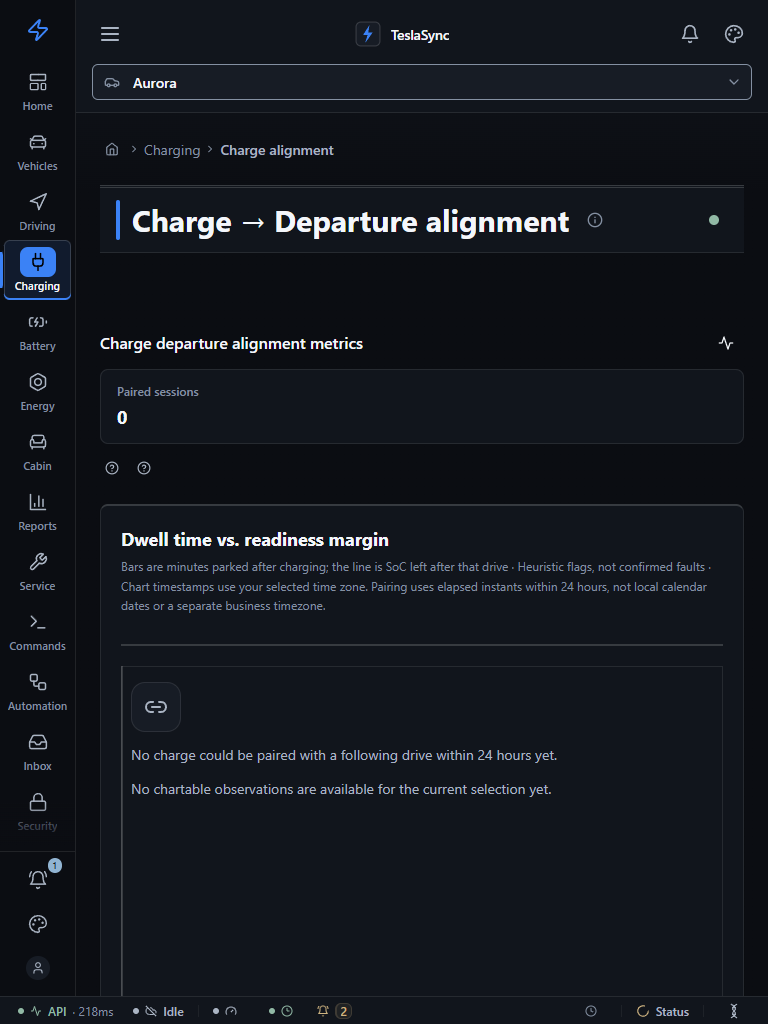 TeslaSync
Aurora
Home
Vehicles
Driving
Charging
Battery
Energy
Cabin
Reports
Service
Commands
Automation
Inbox
Security
1
Charging > Charge alignment
Charge → Departure alignment
Charge departure alignment metrics
Paired sessions
0
Dwell time vs. readiness margin
Bars are minutes parked after charging; the line is SoC left after that drive · Heuristic flags, not confirmed faults ·
Chart timestamps use your selected time zone. Pairing uses elapsed instants within 24 hours, not local calendar
dates or a separate business timezone.
No charge could be paired with a following drive within 24 hours yet.
No chartable observations are available for the current selection yet.
API · 218ms
Idle
2
Status